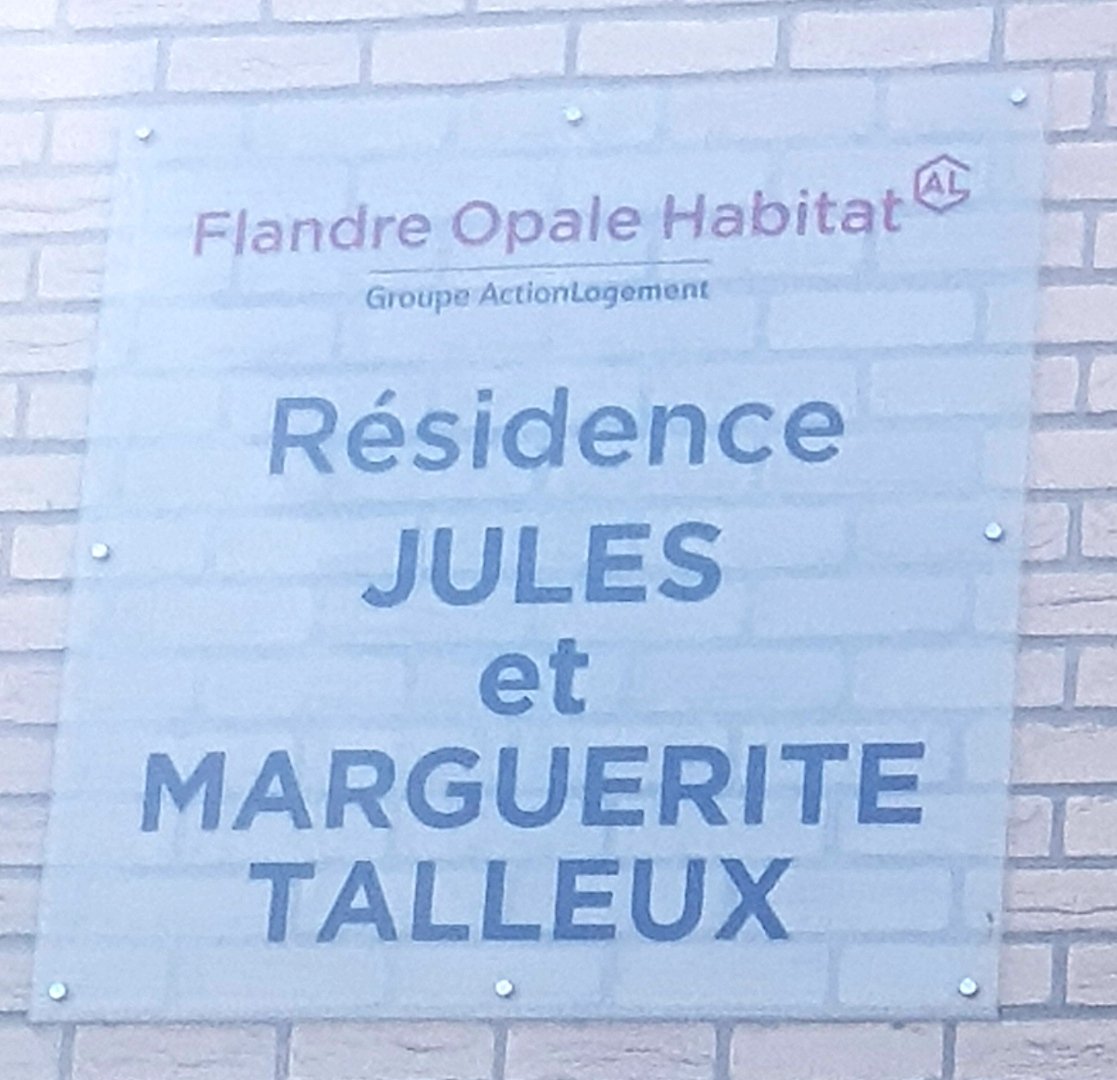 Flandre Opale Habitat AL
Groupe ActionLogement
Résidence
JULES
et
MARGUERITE
TALLEUX